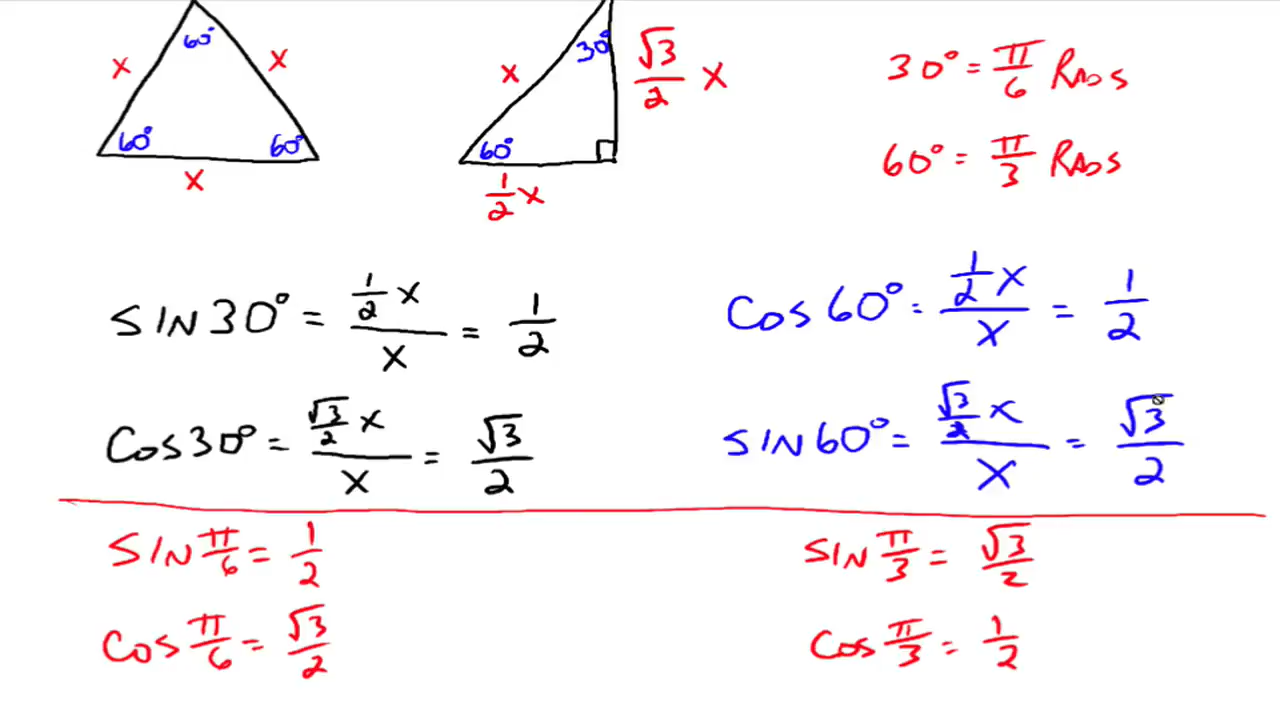 60°
x x
60° 60°
x
30°
x √3/2 x
60°
1/2 x
30° = π/6 RADS
60° = π/3 RADS
SIN 30° = (1/2 x)/x = 1/2
COS 30° = (√3/2 x)/x = √3/2
COS 60° = (1/2 x)/x = 1/2
SIN 60° = (√3/2 x)/x = √3/2
SIN π/6 = 1/2
COS π/6 = √3/2
SIN π/3 = √3/2
COS π/3 = 1/2